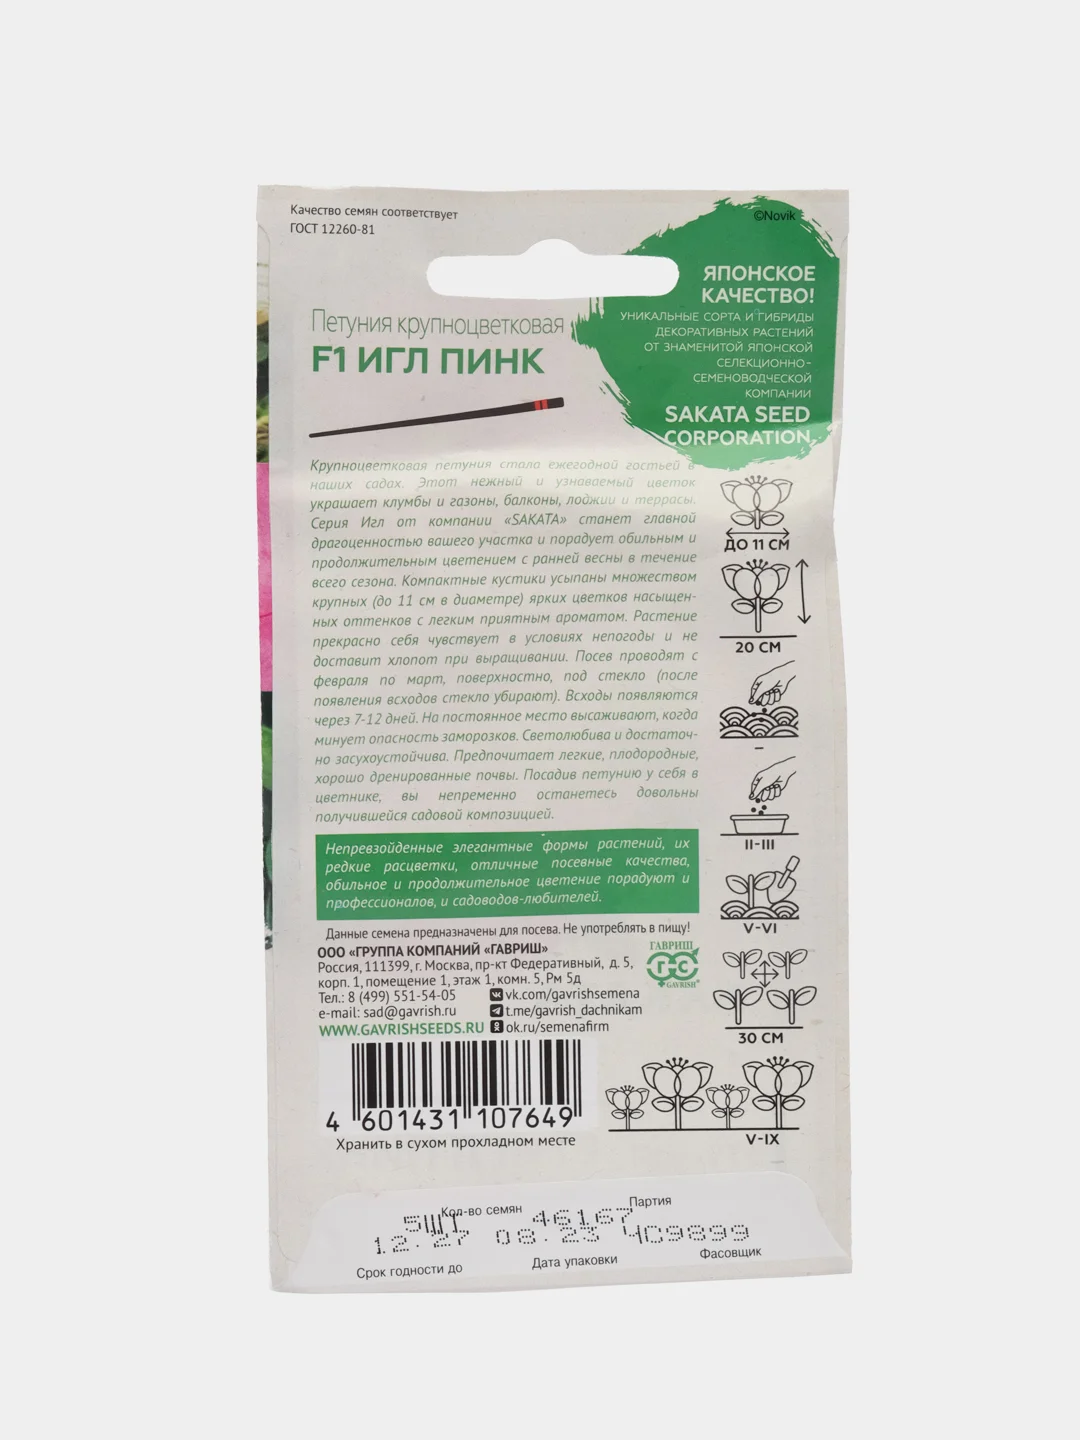 Качество семян соответствует
ГОСТ 12260-81
©Novik
ЯПОНСКОЕ
КАЧЕСТВО!
УНИКАЛЬНЫЕ СОРТА И ГИБРИДЫ
ДЕКОРАТИВНЫХ РАСТЕНИЙ
ОТ ЗНАМЕНИТОЙ ЯПОНСКОЙ
СЕЛЕКЦИОННО-
СЕМЕНОВОДЧЕСКОЙ
КОМПАНИИ
SAKATA SEED
CORPORATION
Петуния крупноцветковая
F1 ИГЛ ПИНК
Крупноцветковая петуния стала ежегодной гостьей в
наших садах. Этот нежный и узнаваемый цветок
украшает клумбы и газоны, балконы, лоджии и террасы.
Серия Игл от компании «SAKATA» станет главной
драгоценностью вашего участка и порадует обильным и
продолжительным цветением с ранней весны в течение
всего сезона. Компактные кустики усыпаны множеством
крупных (до 11 см в диаметре) ярких цветков насыщен-
ных оттенков с легким приятным ароматом. Растение
прекрасно себя чувствует в условиях непогоды и не
доставит хлопот при выращивании. Посев проводят с
февраля по март, поверхностно, под стекло (после
появления всходов стекло убирают). Всходы появляются
через 7-12 дней. На постоянное место высаживают, когда
минует опасность заморозков. Светолюбива и достаточ-
но засухоустойчива. Предпочитает легкие, плодородные,
хорошо дренированные почвы. Посадив петунию у себя в
цветнике, вы непременно останетесь довольны
получившейся садовой композицией.
Непревзойденные элегантные формы растений, их
редкие расцветки, отличные посевные качества,
обильное и продолжительное цветение порадуют и
профессионалов, и садоводов-любителей.
Данные семена предназначены для посева. Не употреблять в пищу!
ООО «ГРУППА КОМПАНИЙ «ГАВРИШ»
Россия, 111399, г. Москва, пр-кт Федеративный, д. 5,
корп. 1, помещение 1, этаж 1, комн. 5, Рм 5д
Тел.: 8 (499) 551-54-05
e-mail: sad@gavrish.ru
WWW.GAVRISHSEEDS.RU
vk.com/gavrishsemena
t.me/gavrish_dachnikam
ok.ru/semenafirm
ГАВРИШ
ГС
GAVRISH®
4 601431 107649
Хранить в сухом прохладном месте
ДО 11 СМ
20 СМ
–
II-III
V-VI
30 СМ
V-IX
Кол-во семян
Партия
5ШТ 46167
12.27 08.23 ЧС9899
Срок годности до
Дата упаковки
Фасовщик